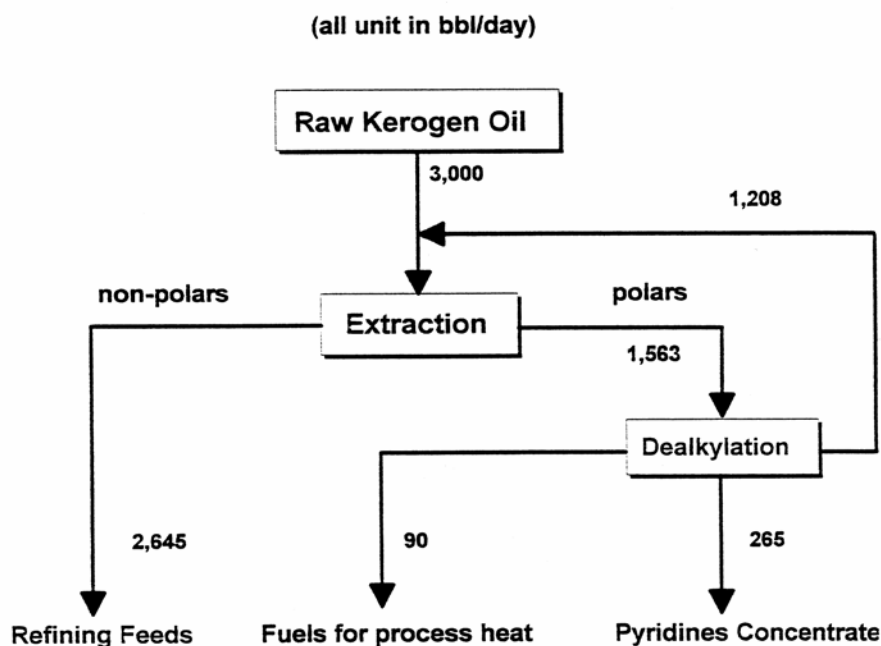 (all unit in bbl/day)
Raw Kerogen Oil
3,000
1,208
non-polars
polars
Extraction
1,563
Dealkylation
2,645
90
265
Refining Feeds
Fuels for process heat
Pyridines Concentrate